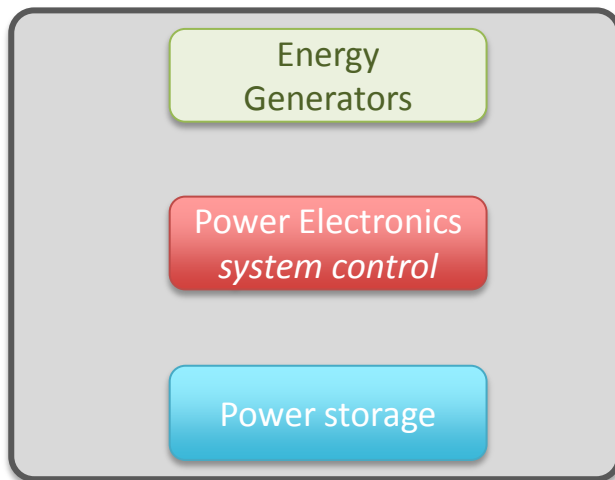 Energy
Generators
Power Electronics
system control
Power storage